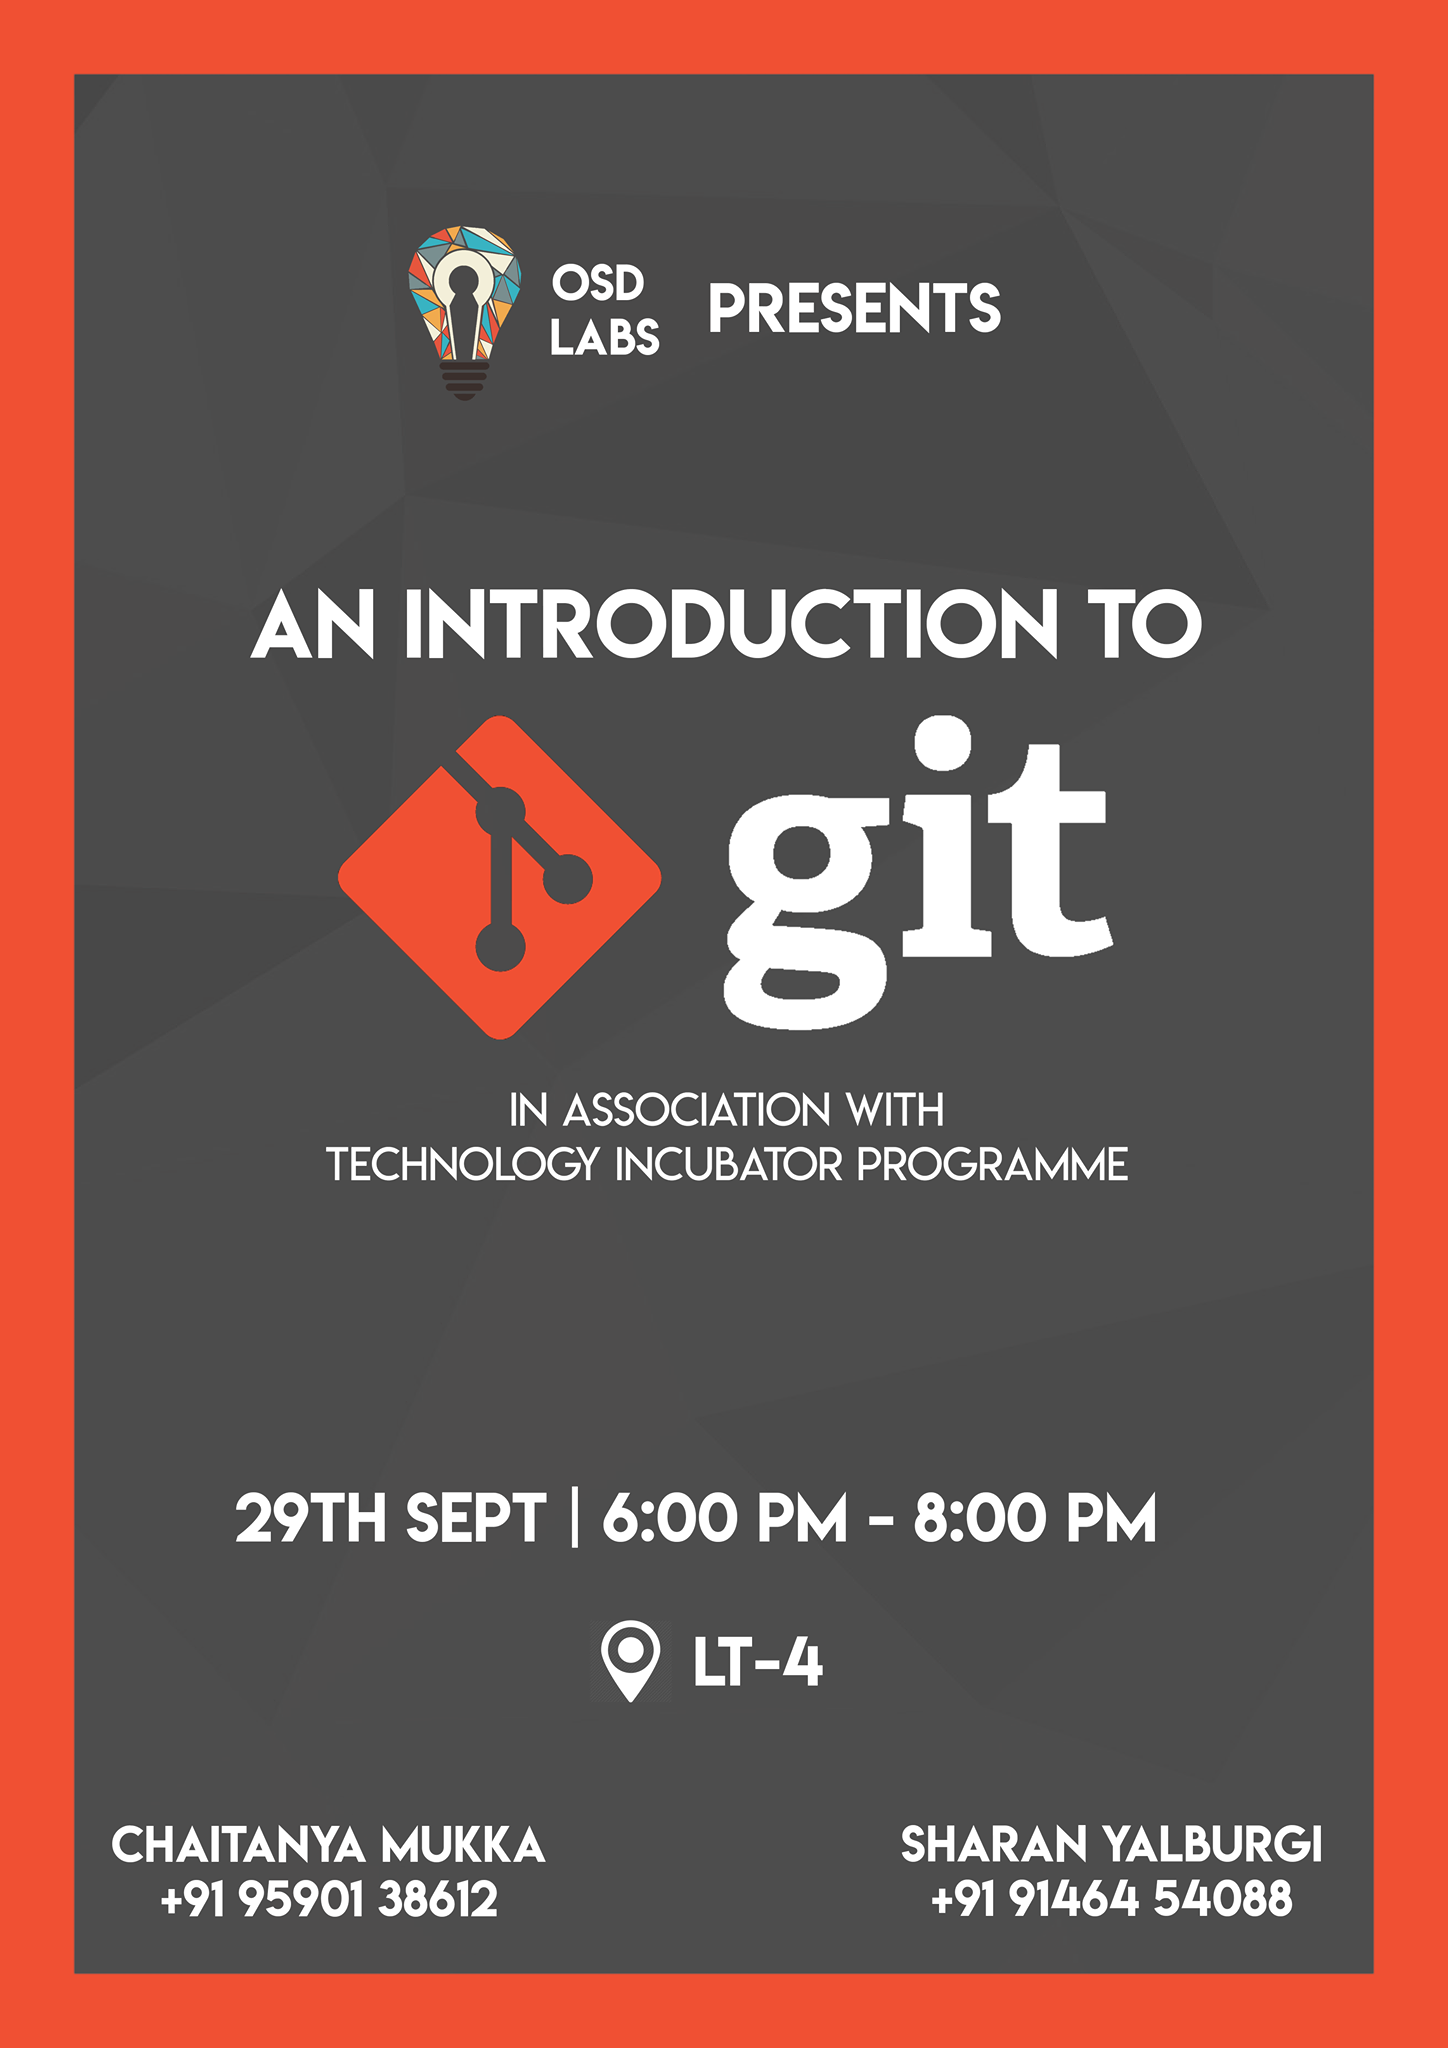 OSD
LABS
PRESENTS
AN INTRODUCTION TO
git
IN ASSOCIATION WITH
TECHNOLOGY INCUBATOR PROGRAMME
29TH SEPT | 6:00 PM - 8:00 PM
LT-4
CHAITANYA MUKKA
+91 95901 38612
SHARAN YALBURGI
+91 91464 54088